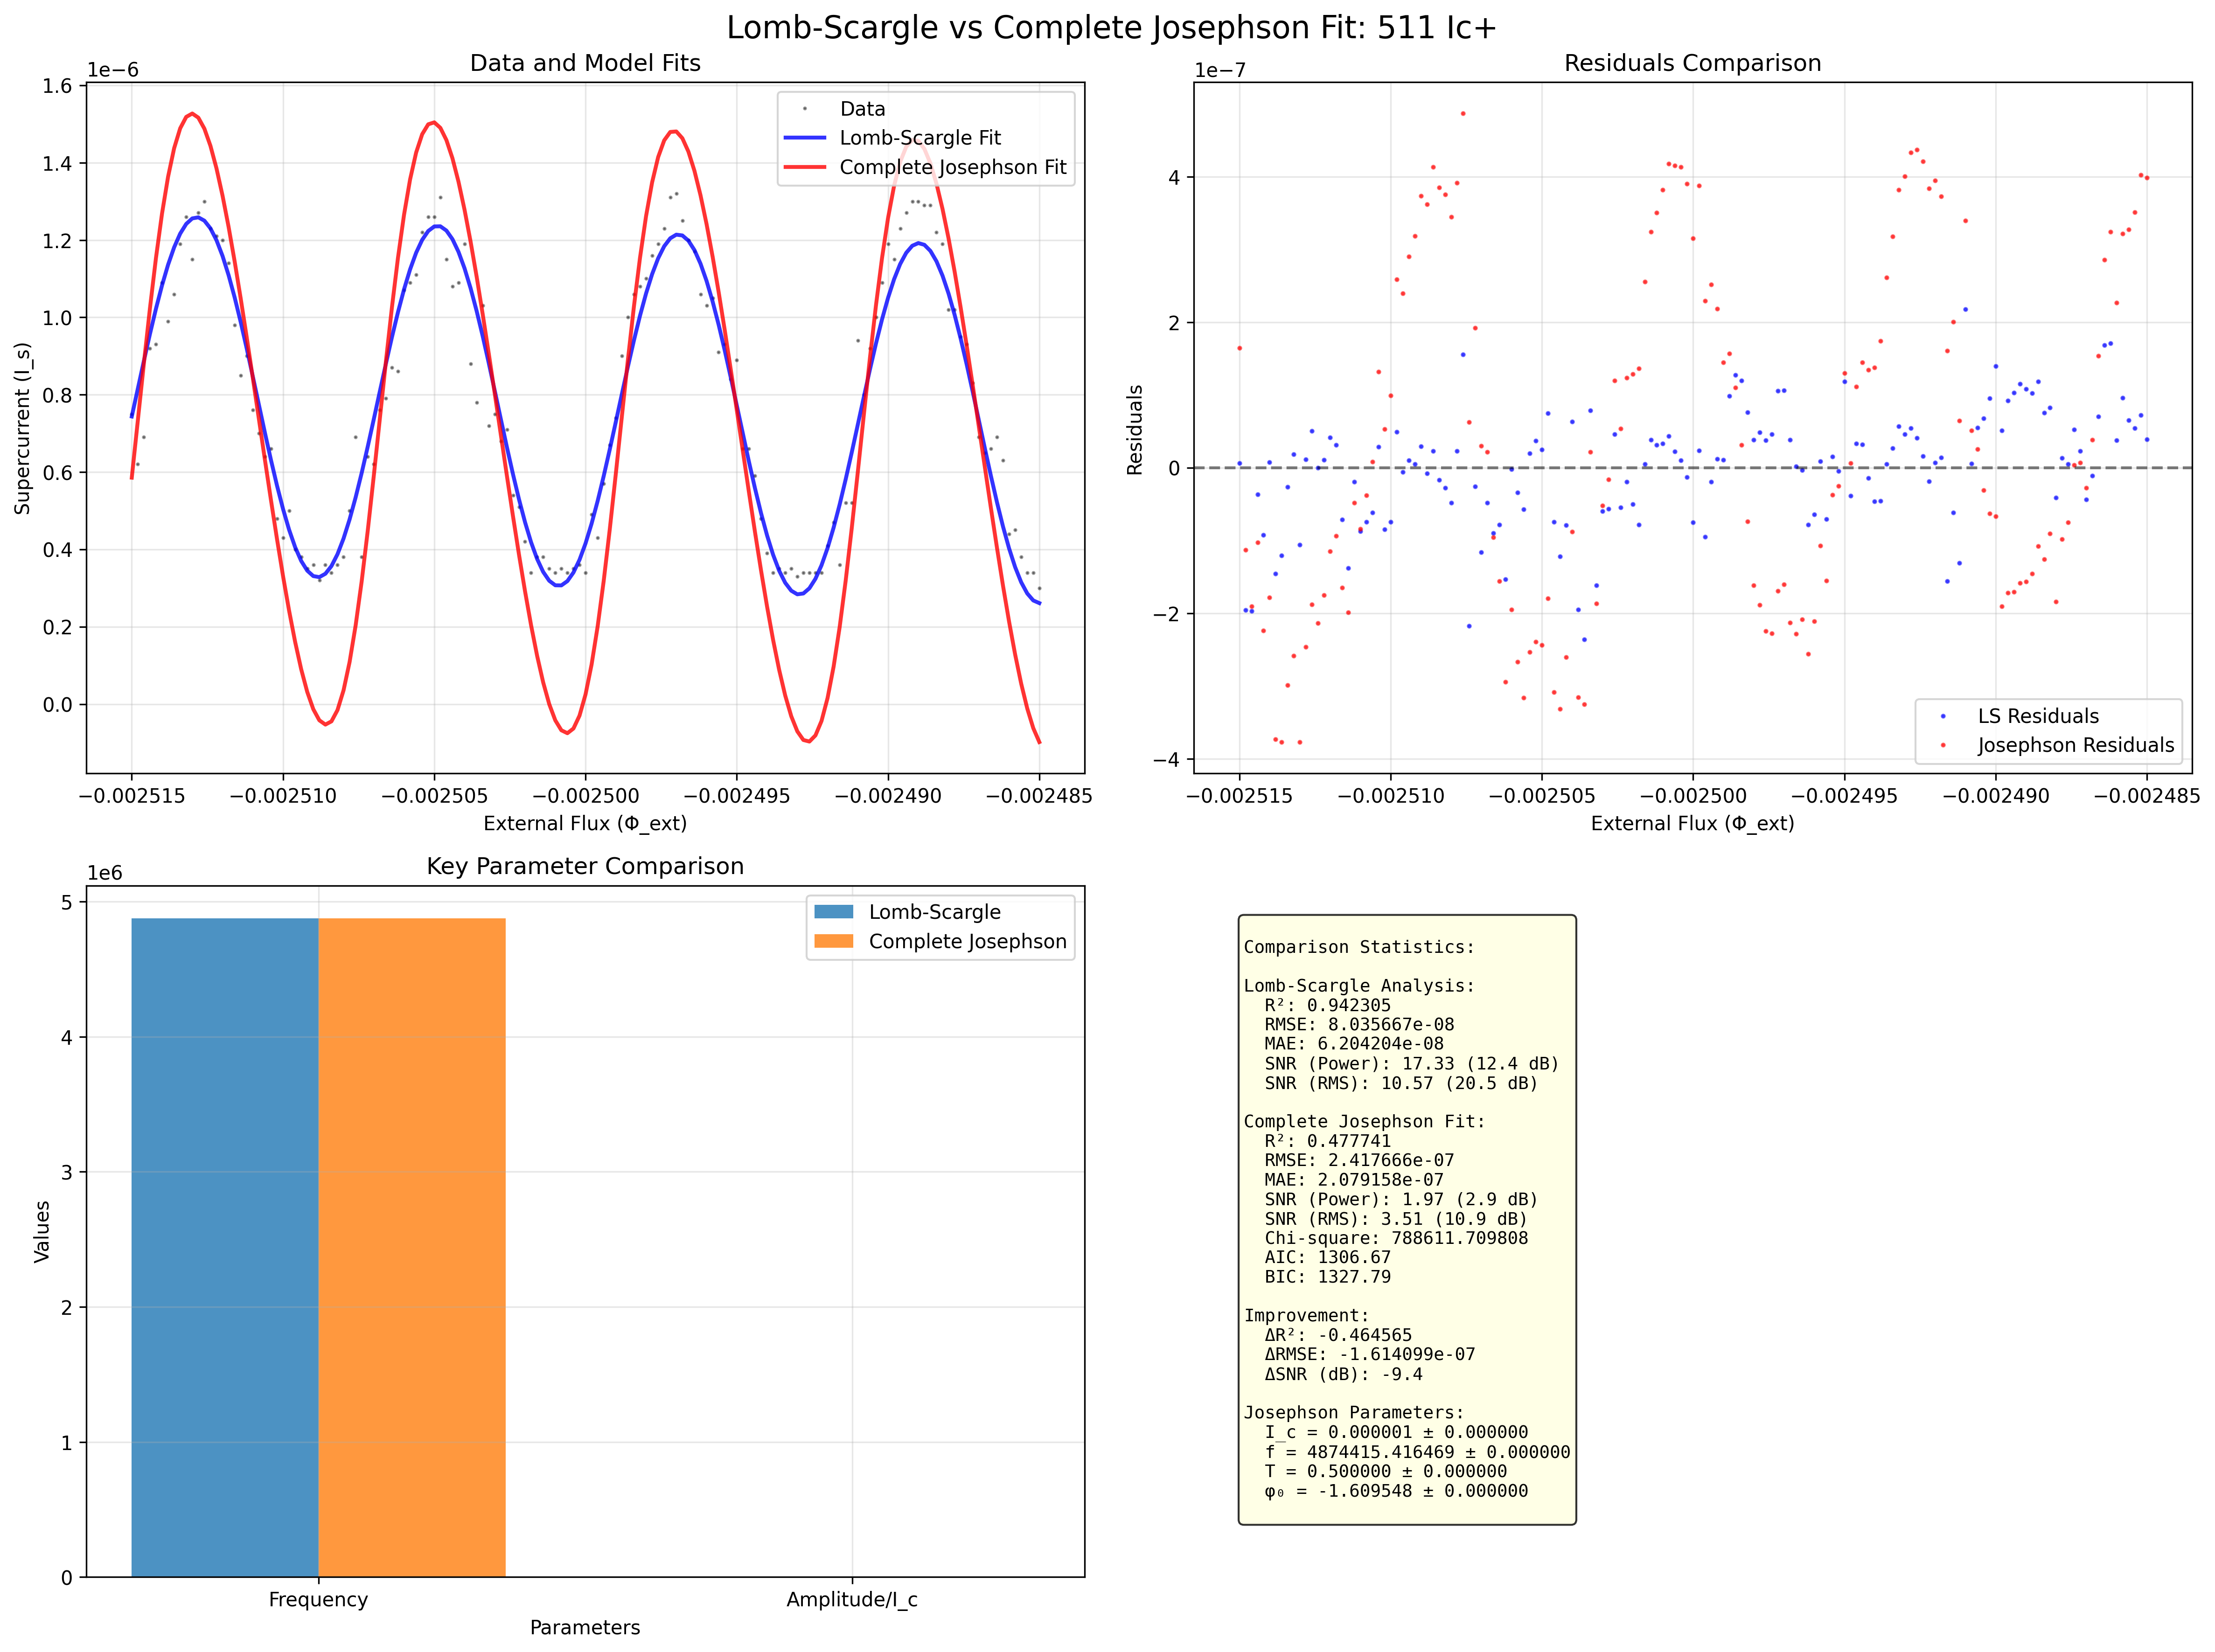 Lomb-Scargle vs Complete Josephson Fit: 511 Ic+
Data and Model Fits
1e−6
1.6
1.4
1.2
1.0
0.8
0.6
0.4
0.2
0.0
Supercurrent (I_s)
Data
Lomb-Scargle Fit
Complete Josephson Fit
−0.002515
−0.002510
−0.002505
−0.002500
−0.002495
−0.002490
−0.002485
External Flux (Φ_ext)
Residuals Comparison
1e−7
4
2
0
−2
−4
Residuals
LS Residuals
Josephson Residuals
−0.002515
−0.002510
−0.002505
−0.002500
−0.002495
−0.002490
−0.002485
External Flux (Φ_ext)
Key Parameter Comparison
1e6
5
4
3
2
1
0
Values
Lomb-Scargle
Complete Josephson
Frequency
Amplitude/I_c
Parameters
Comparison Statistics:
Lomb-Scargle Analysis:
R²: 0.942305
RMSE: 8.035667e-08
MAE: 6.204204e-08
SNR (Power): 17.33 (12.4 dB)
SNR (RMS): 10.57 (20.5 dB)
Complete Josephson Fit:
R²: 0.477741
RMSE: 2.417666e-07
MAE: 2.079158e-07
SNR (Power): 1.97 (2.9 dB)
SNR (RMS): 3.51 (10.9 dB)
Chi-square: 788611.709808
AIC: 1306.67
BIC: 1327.79
Improvement:
ΔR²: -0.464565
ΔRMSE: -1.614099e-07
ΔSNR (dB): -9.4
Josephson Parameters:
I_c = 0.000001 ± 0.000000
f = 4874415.416469 ± 0.000000
T = 0.500000 ± 0.000000
φ₀ = -1.609548 ± 0.000000